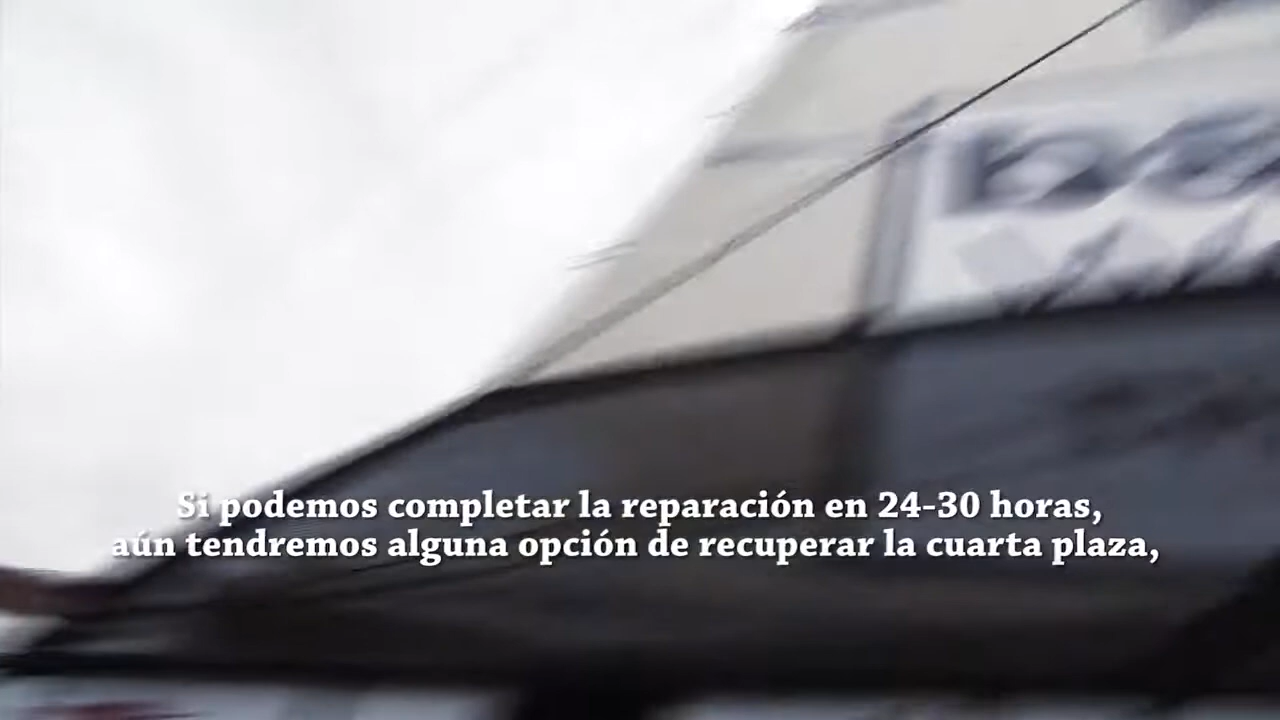 Si podemos completar la reparación en 24-30 horas,
aún tendremos alguna opción de recuperar la cuarta plaza,